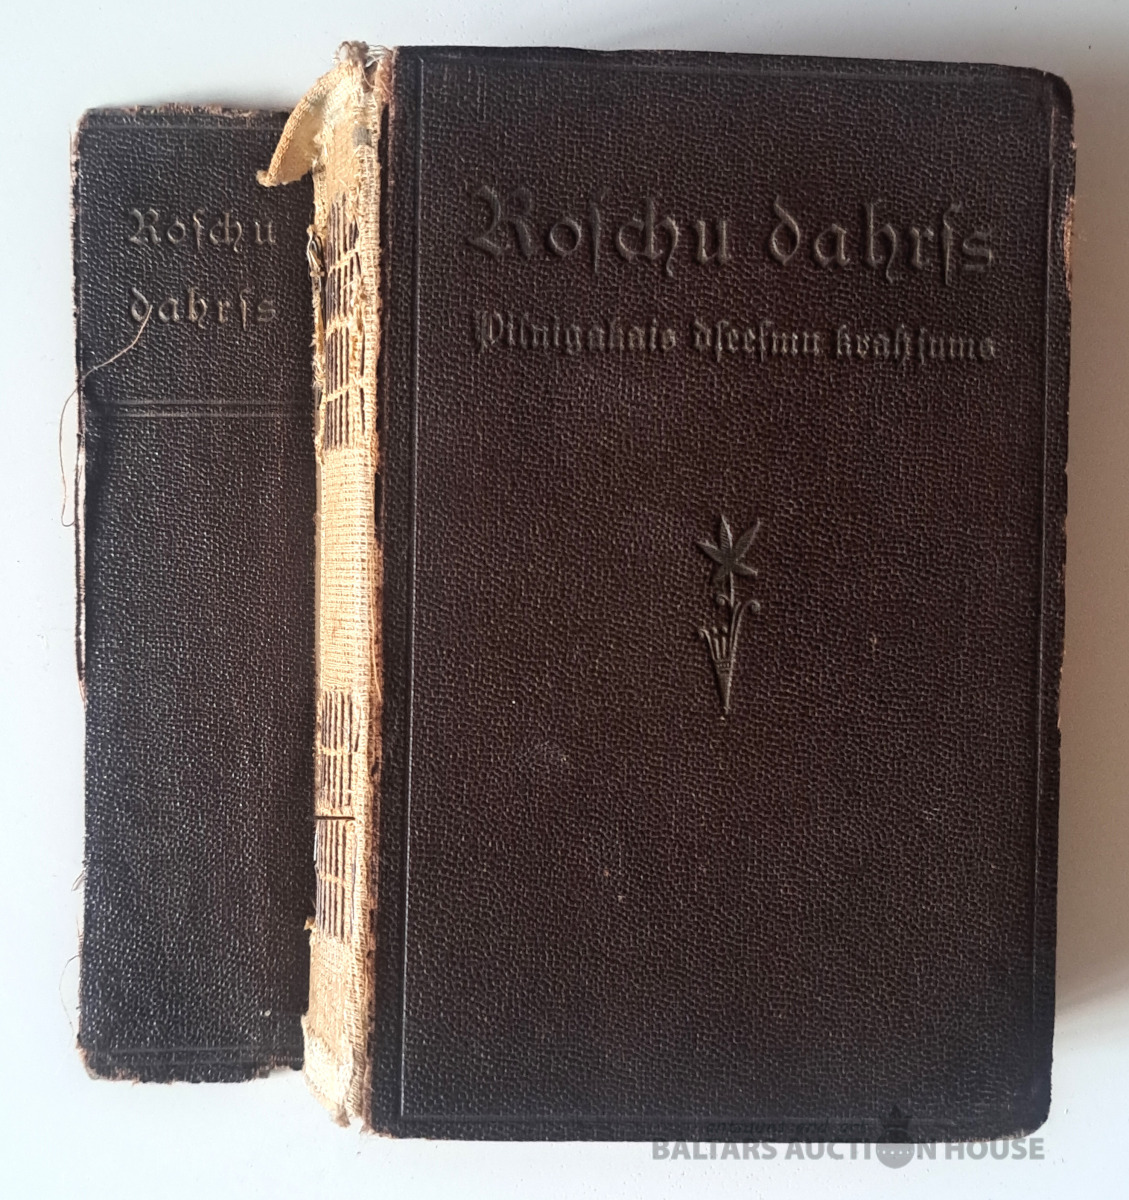 Roſchu
dahrſs
Roſchu dahrſs
Pilnigakais dſeeſmu krahjums
BALTARS AUCTION HOUSE